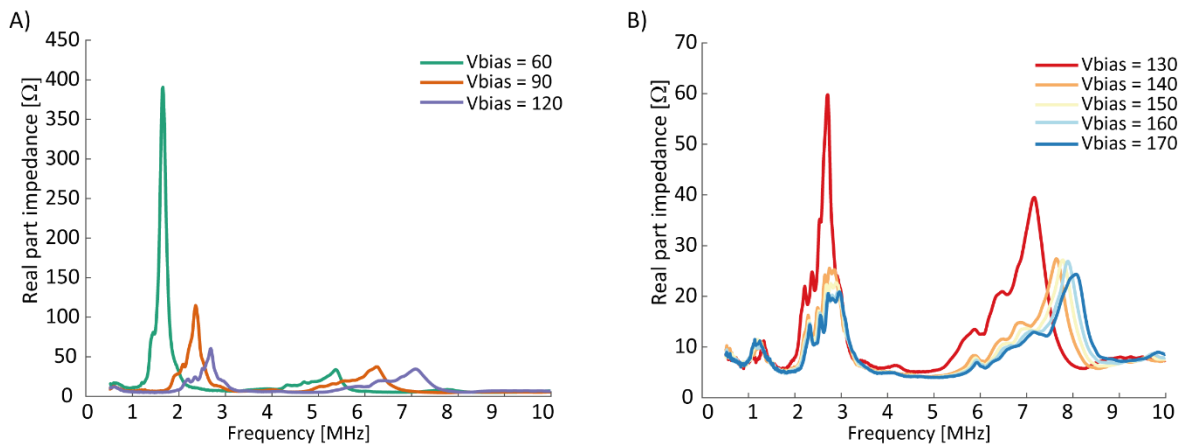 A)
450
400
350
300
250
200
150
100
50
0
Real part impedance [Ω]
Vbias = 60
Vbias = 90
Vbias = 120
0 1 2 3 4 5 6 7 8 9 10
Frequency [MHz]
B)
70
60
50
40
30
20
10
0
Real part impedance [Ω]
Vbias = 130
Vbias = 140
Vbias = 150
Vbias = 160
Vbias = 170
0 1 2 3 4 5 6 7 8 9 10
Frequency [MHz]